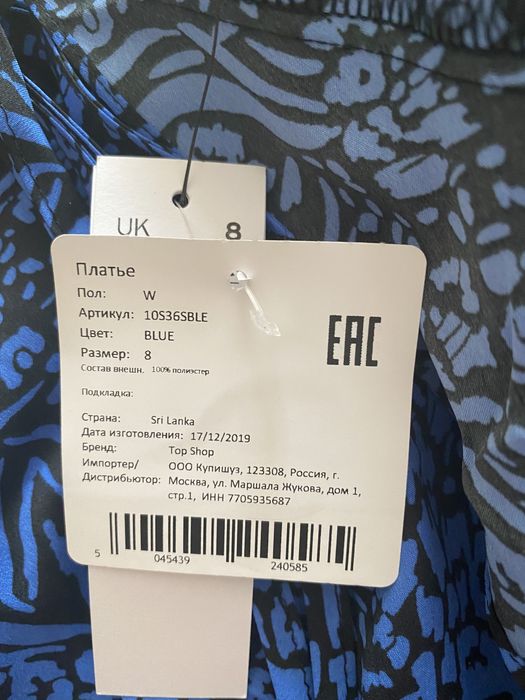 UK 8
Платье
Пол: W
Артикул: 10S36SBLE
Цвет: BLUE
Размер: 8
Состав внешн. 100% полиэстер
EAC
Подкладка:
Страна: Sri Lanka
Дата изготовления: 17/12/2019
Бренд: Top Shop
Импортер/ ООО Купишуз, 123308, Россия, г.
Дистрибьютор: Москва, ул. Маршала Жукова, дом 1,
стр.1, ИНН 7705935687
5 045439 240585